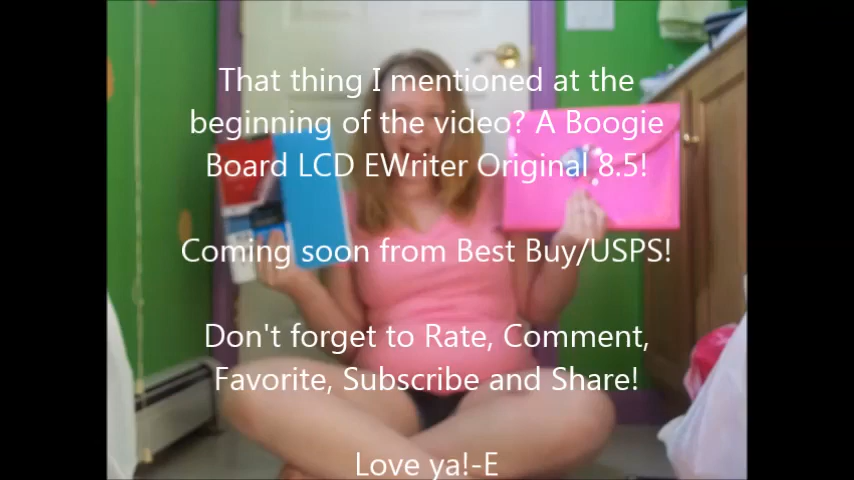 That thing I mentioned at the
beginning of the video? A Boogie
Board LCD EWriter Original 8.5!
Coming soon from Best Buy/USPS!
Don't forget to Rate, Comment,
Favorite, Subscribe and Share!
Love ya!-E